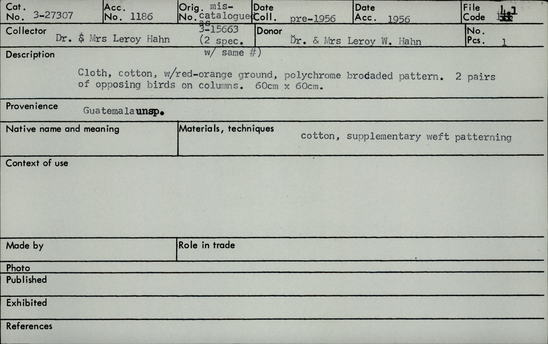 Cat. No. 3-27307 Acc. No. 1186 Orig. No. mis-catalogued as 3-15663 (2 spec. w/ same #) Date Coll. pre-1956 Date Acc. 1956 File Code
Collector Dr. & Mrs Leroy Hahn Donor Dr. & Mrs Leroy W. Hahn No. Pcs. 1
Description
Cloth, cotton, w/red-orange ground, polychrome brodaded pattern. 2 pairs
of opposing birds on columns. 60cm x 60cm.
Provenience Guatemala unsp.
Native name and meaning Materials, techniques cotton, supplementary weft patterning
Context of use
Made by Role in trade
Photo
Published
Exhibited
References